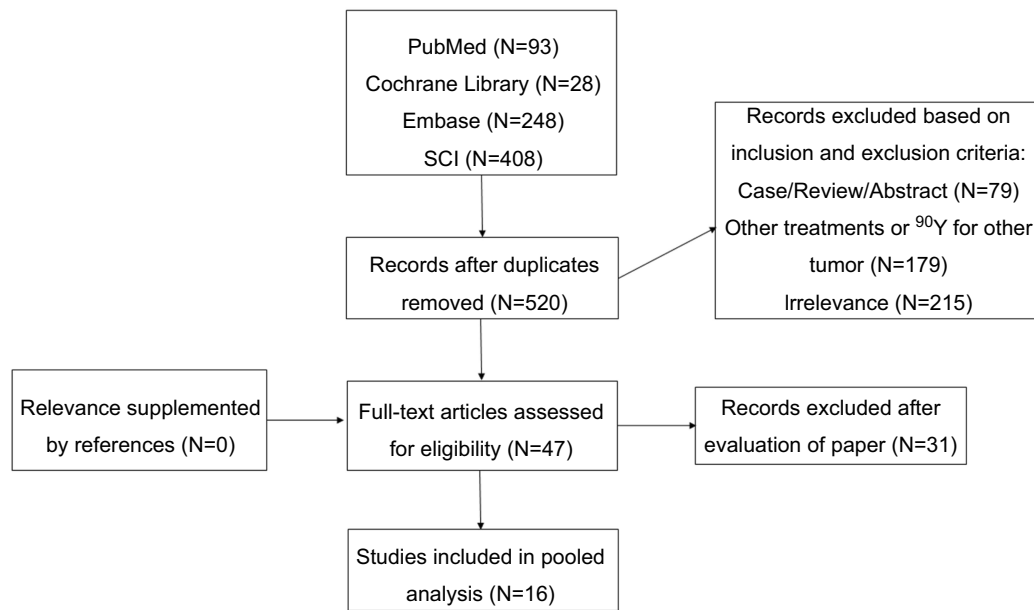 PubMed (N=93)
Cochrane Library (N=28)
Embase (N=248)
SCI (N=408)
Records excluded based on
inclusion and exclusion criteria:
Case/Review/Abstract (N=79)
Other treatments or ⁹⁰Y for other
tumor (N=179)
Irrelevance (N=215)
Records after duplicates
removed (N=520)
Relevance supplemented
by references (N=0)
Full-text articles assessed
for eligibility (N=47)
Records excluded after
evaluation of paper (N=31)
Studies included in pooled
analysis (N=16)